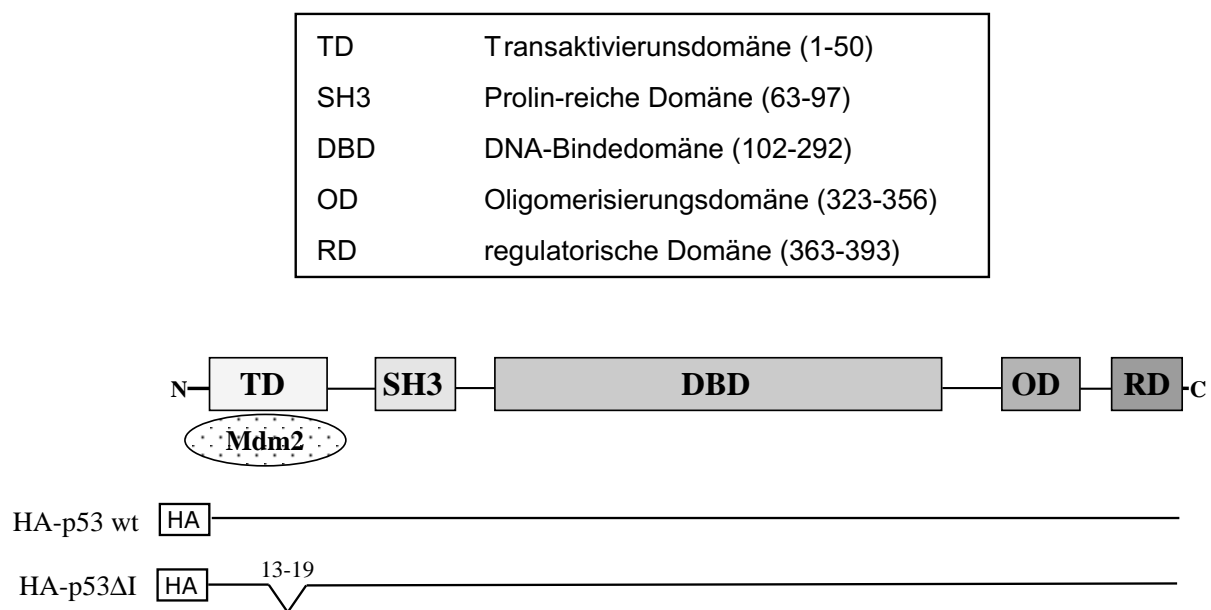 TD Transaktivierunsdomäne (1-50)
SH3 Prolin-reiche Domäne (63-97)
DBD DNA-Bindedomäne (102-292)
OD Oligomerisierungsdomäne (323-356)
RD regulatorische Domäne (363-393)
N TD SH3 DBD OD RD C
Mdm2
HA-p53 wt HA
13-19
HA-p53ΔI HA